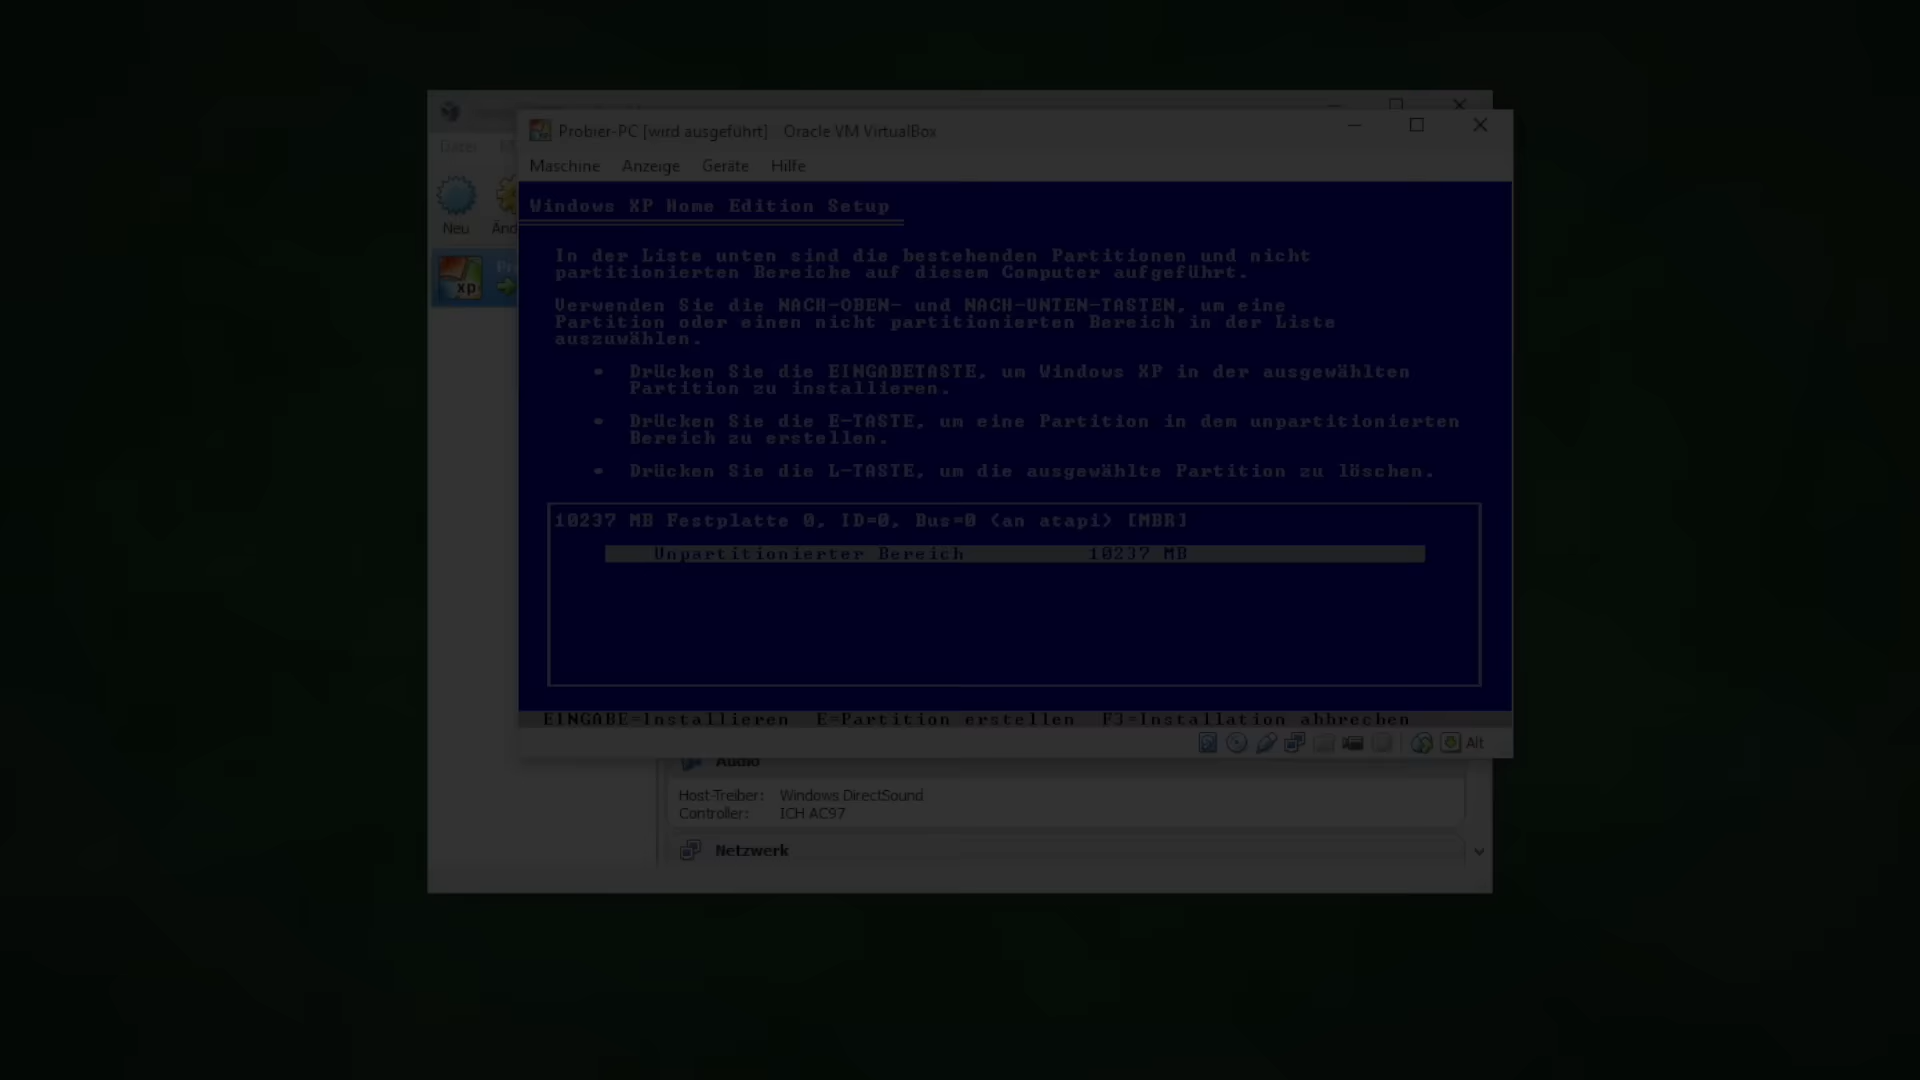 Probier-PC [wird ausgeführt] Oracle VM VirtualBox
Datei
Maschine Anzeige Geräte Hilfe
Neu
xp
Windows XP Home Edition Setup
In der Liste unten sind die bestehenden Partitionen und nicht
partitionierten Bereiche auf diesem Computer aufgeführt.
Verwenden Sie die NACH-OBEN- und NACH-UNTEN-TASTEN, um eine
Partition oder einen nicht partitionierten Bereich in der Liste
auszuwählen.
• Drücken Sie die EINGABETASTE, um Windows XP in der ausgewählten
Partition zu installieren.
• Drücken Sie die E-TASTE, um eine Partition in dem unpartitionierten
Bereich zu erstellen.
• Drücken Sie die L-TASTE, um die ausgewählte Partition zu löschen.
10237 MB Festplatte 0, ID=0, Bus=0 (an atapi) [MBR]
Unpartitionierter Bereich 10237 MB
EINGABE=Installieren E=Partition erstellen F3=Installation abbrechen
Alt
Audio
Host-Treiber: Windows DirectSound
Controller: ICH AC97
Netzwerk